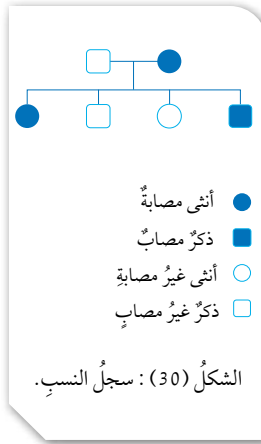 أنثى مصابةٌ
ذكرٌ مصابٌ
أنثى غيرُ مصابةِ
ذكرٌ غيرُ مصابٍ
الشكلُ (30) : سجلُ النسبِ.